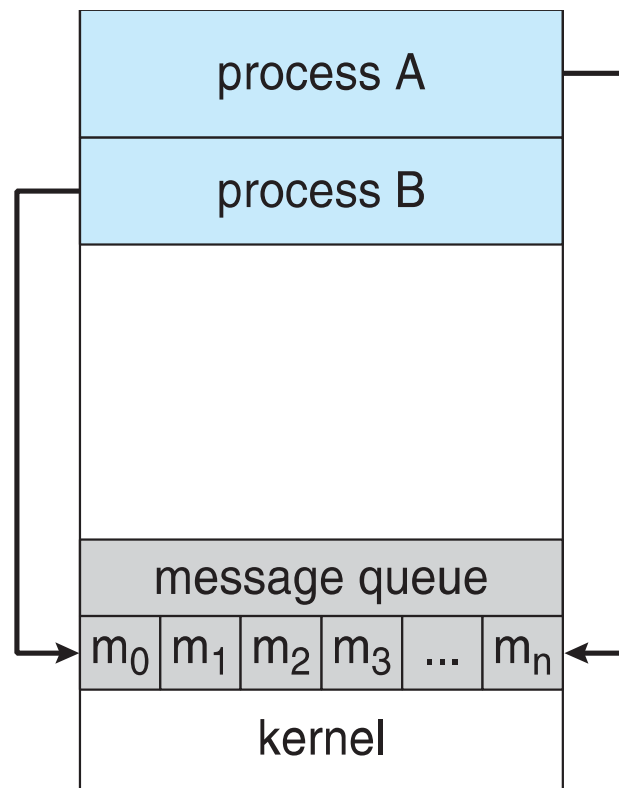 process A
process B
message queue
m₀ m₁ m₂ m₃ ... mₙ
kernel